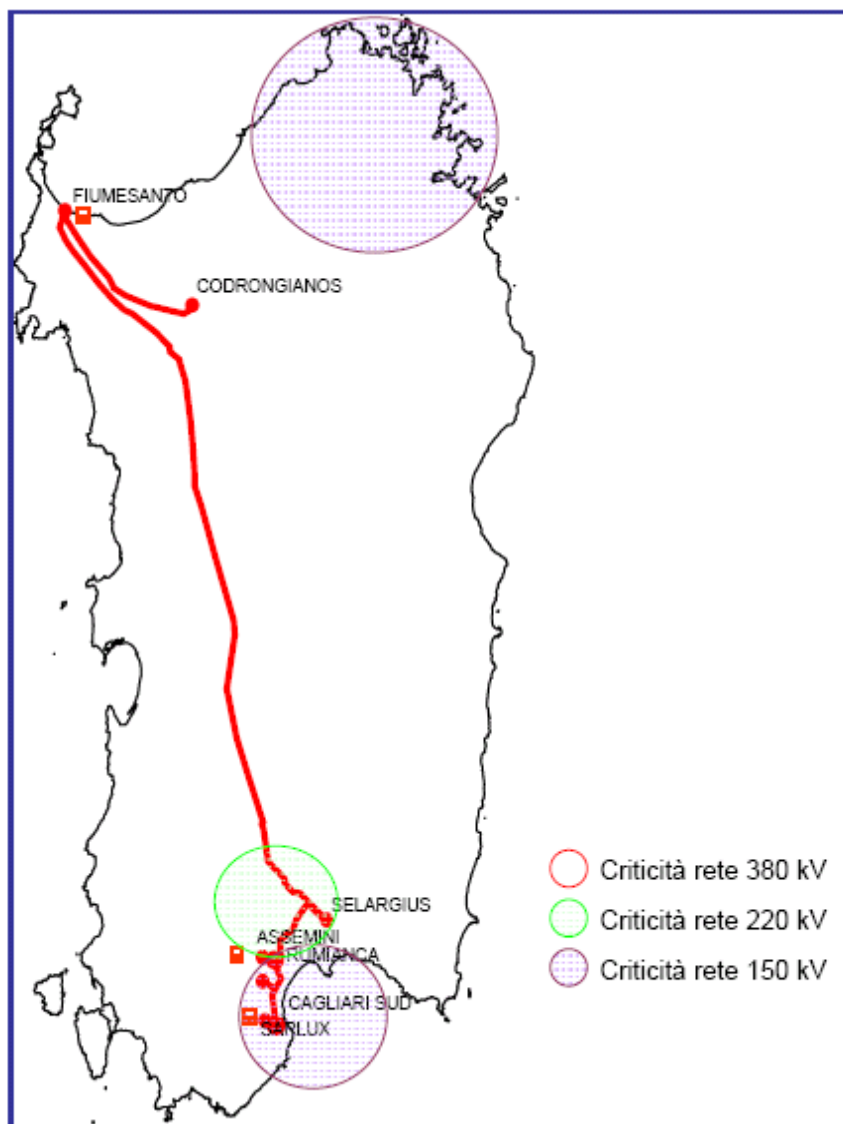 FIUMESANTO
CODRONGIANOS
Criticità rete 380 kV
SELARGIUS
Criticità rete 220 kV
ASSEMINI
RUMIANCA
Criticità rete 150 kV
CAGLIARI SUD
SARLUX